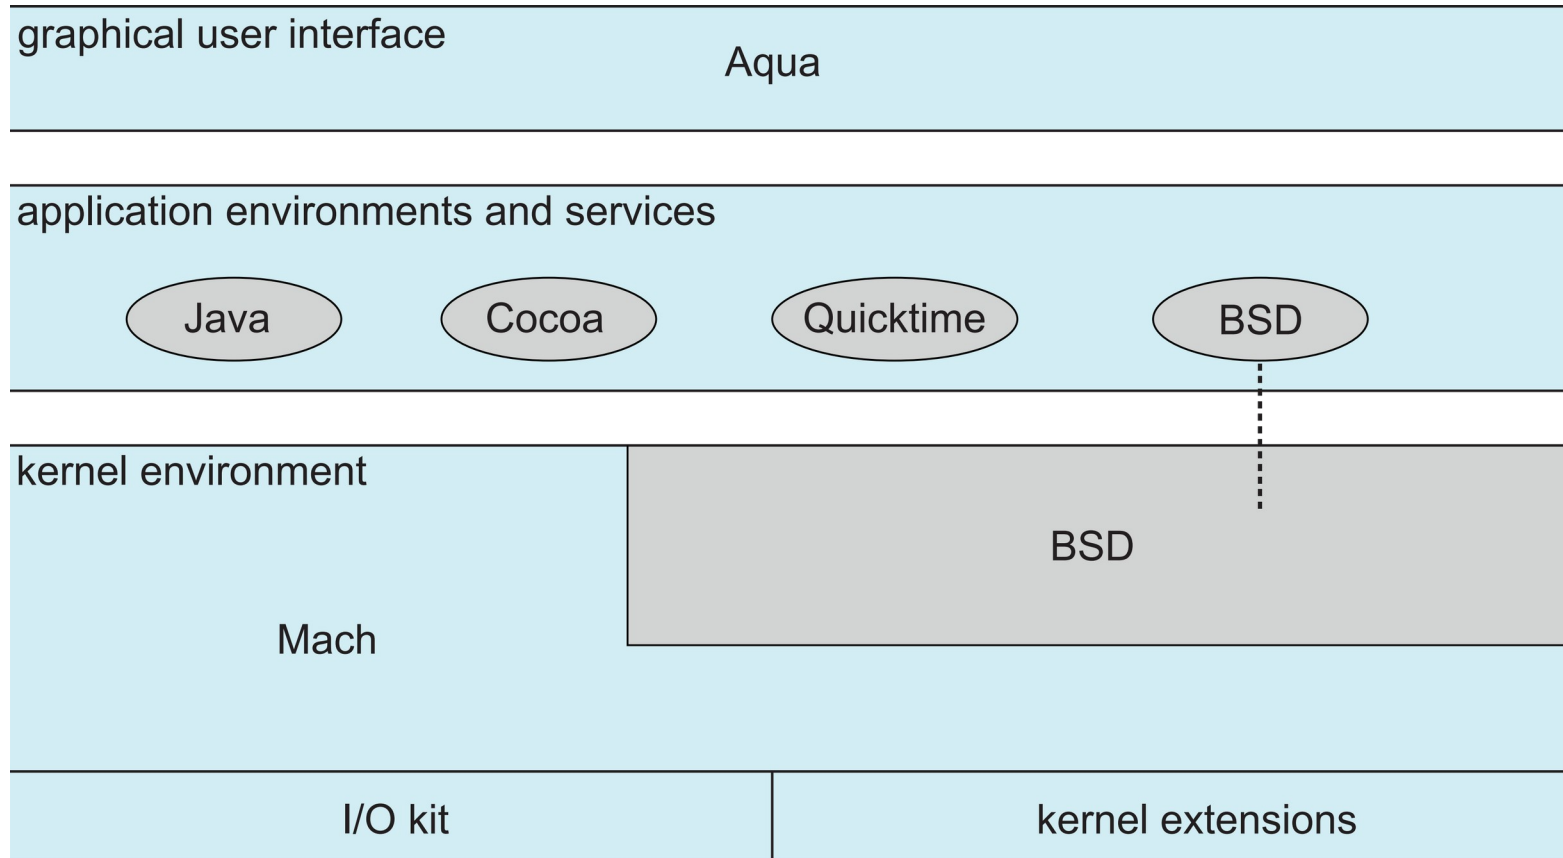 graphical user interface
Aqua
application environments and services
Java Cocoa Quicktime BSD
kernel environment
BSD
Mach
I/O kit kernel extensions